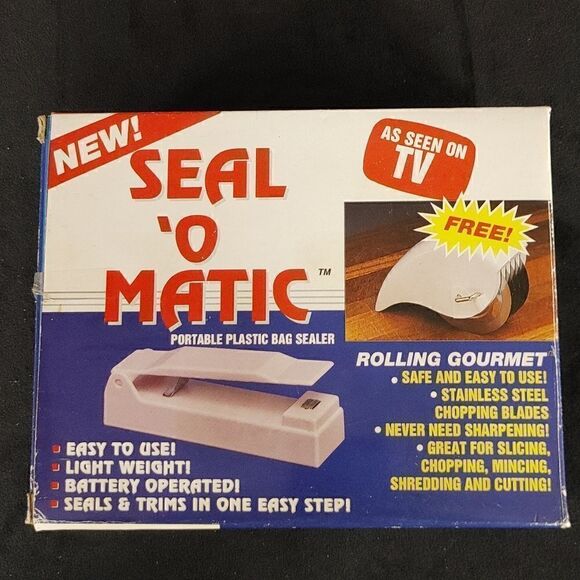 NEW!
SEAL
'O
MATIC™
PORTABLE PLASTIC BAG SEALER
AS SEEN ON
TV
FREE!
ROLLING GOURMET
• SAFE AND EASY TO USE!
• STAINLESS STEEL
CHOPPING BLADES
• NEVER NEED SHARPENING!
• GREAT FOR SLICING,
CHOPPING, MINCING,
SHREDDING AND CUTTING!
EASY TO USE!
LIGHT WEIGHT!
BATTERY OPERATED!
SEALS & TRIMS IN ONE EASY STEP!